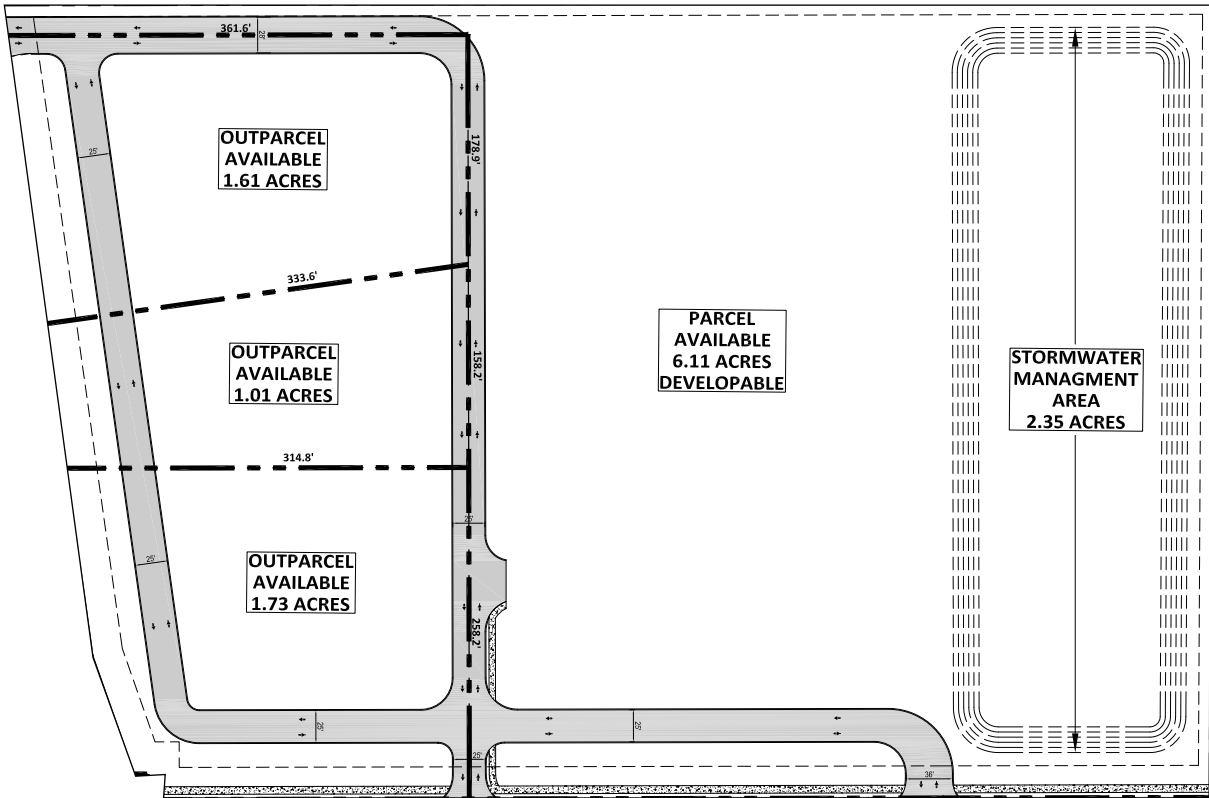 361.6'
28'
178.9'
OUTPARCEL
AVAILABLE
1.61 ACRES
25'
333.6'
PARCEL
AVAILABLE
6.11 ACRES
DEVELOPABLE
STORMWATER
MANAGMENT
AREA
2.35 ACRES
OUTPARCEL
AVAILABLE
1.01 ACRES
158.2'
314.8'
25'
25'
OUTPARCEL
AVAILABLE
1.73 ACRES
258.2'
25'
25'
25'
36'